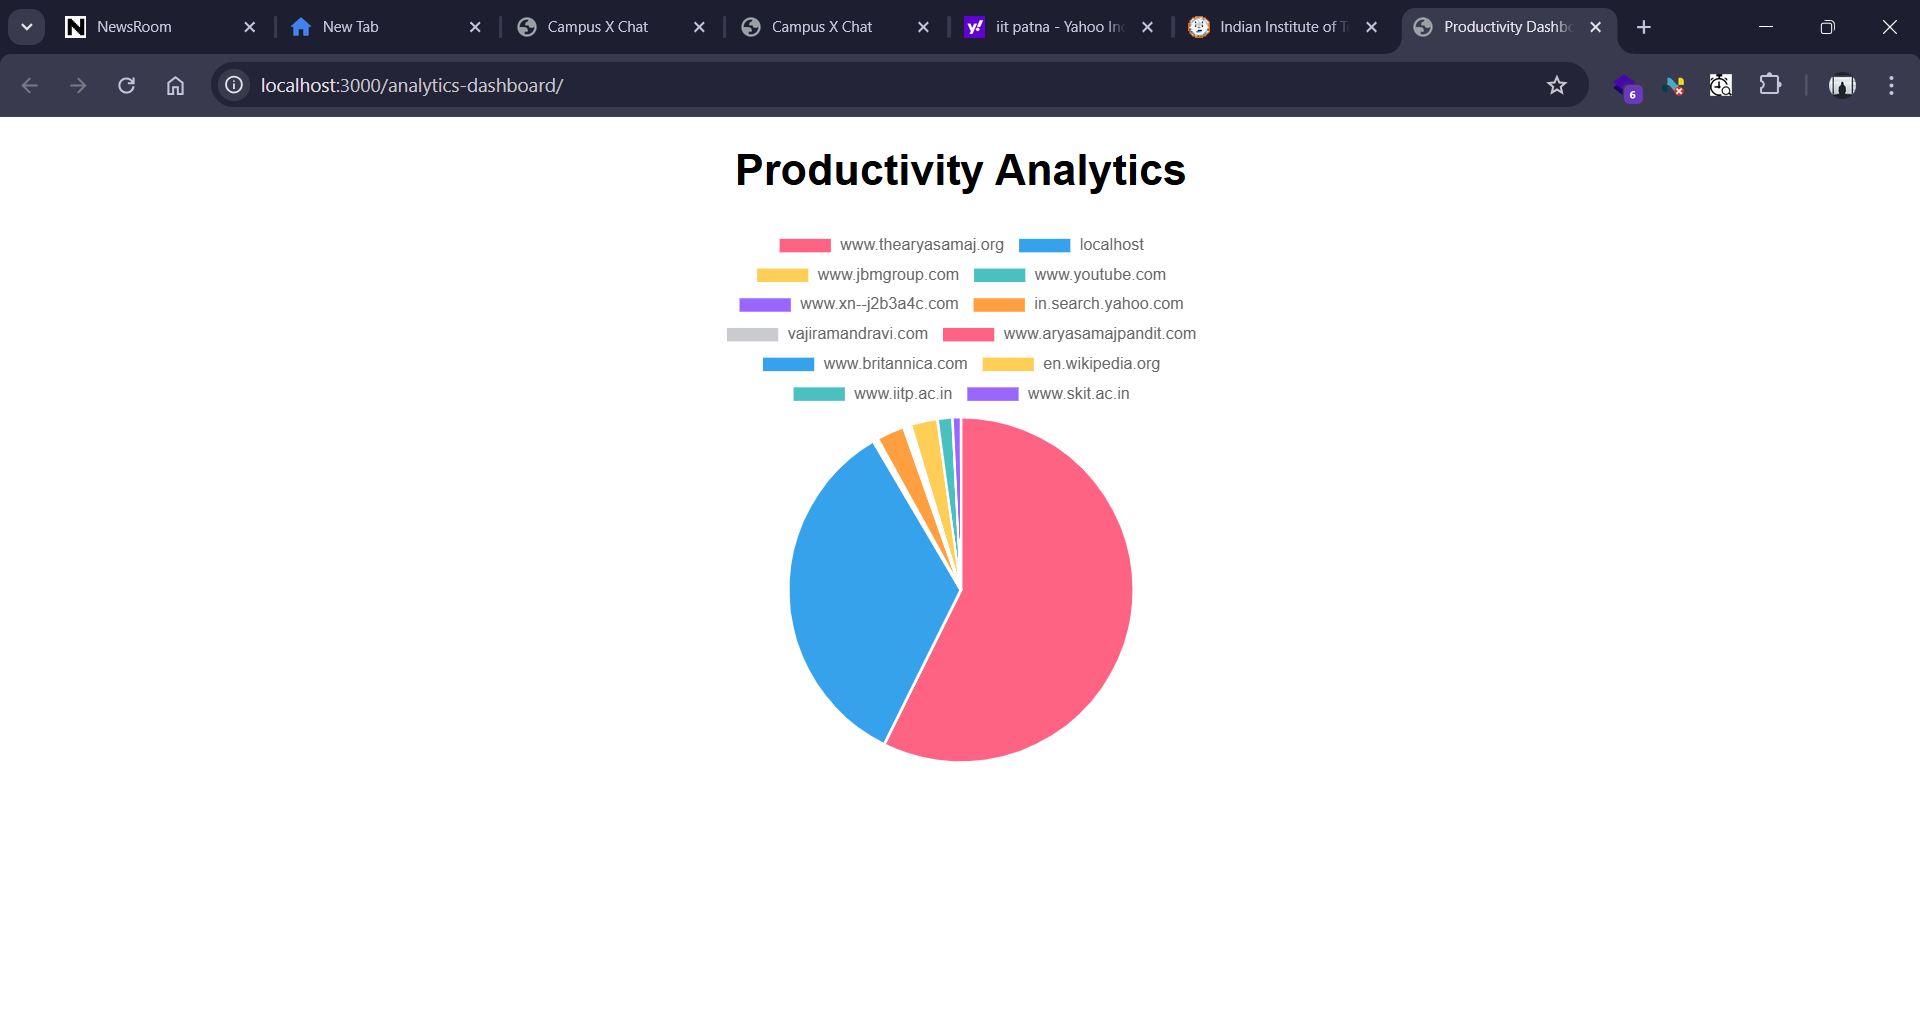 NewsRoom
New Tab
Campus X Chat
Campus X Chat
iit patna - Yahoo In
Indian Institute of T
Productivity Dashb
localhost:3000/analytics-dashboard/
6
Productivity Analytics
www.thearyasamaj.org localhost
www.jbmgroup.com www.youtube.com
www.xn--j2b3a4c.com in.search.yahoo.com
vajiramandravi.com www.aryasamajpandit.com
www.britannica.com en.wikipedia.org
www.iitp.ac.in www.skit.ac.in